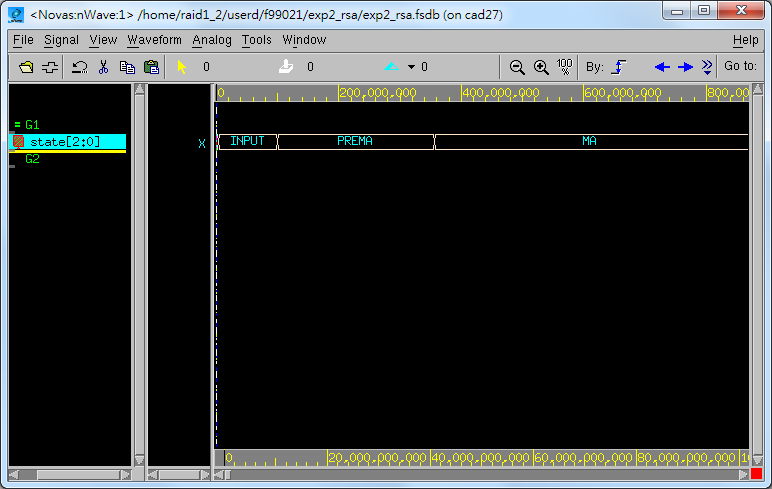 <Novas:nWave:1> /home/raid1_2/userd/f99021/exp2_rsa/exp2_rsa.fsdb (on cad27)
File Signal View Waveform Analog Tools Window Help
0 0 0 100 % By: Go to:
0 200,000,000 400,000,000 600,000,000 800,000
= G1
state[2:0] X INPUT PREMA MA
G2
0 20,000,000,000 40,000,000,000 60,000,000,000 80,000,000,000 10